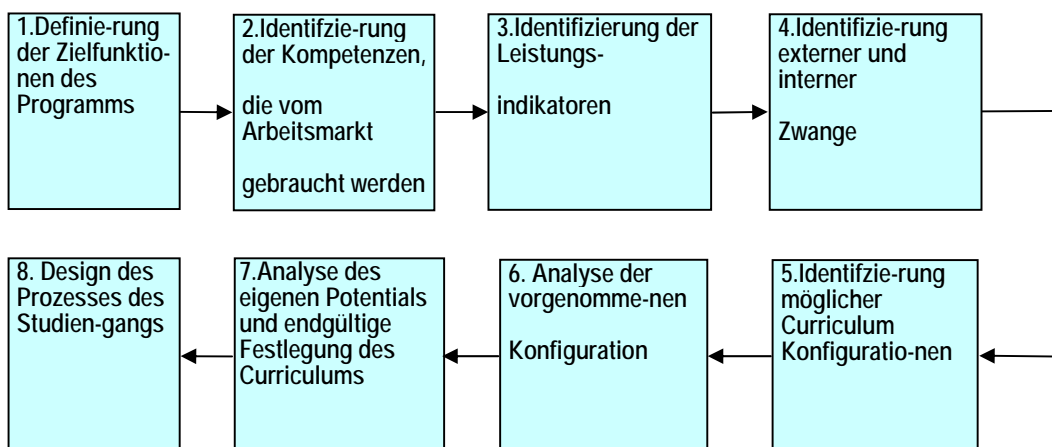 1.Definie-rung
der Zielfunktio-
nen des
Programms
2.Identifzie-rung
der Kompetenzen,
die vom
Arbeitsmarkt
gebraucht werden
3.Identifizierung der
Leistungs-
indikatoren
4.Identifizie-rung
externer und
interner
Zwange
5.Identifzie-rung
möglicher
Curriculum
Konfiguratio-nen
6. Analyse der
vorgenomme-nen
Konfiguration
7.Analyse des
eigenen Potentials
und endgültige
Festlegung des
Curriculums
8. Design des
Prozesses des
Studien-gangs